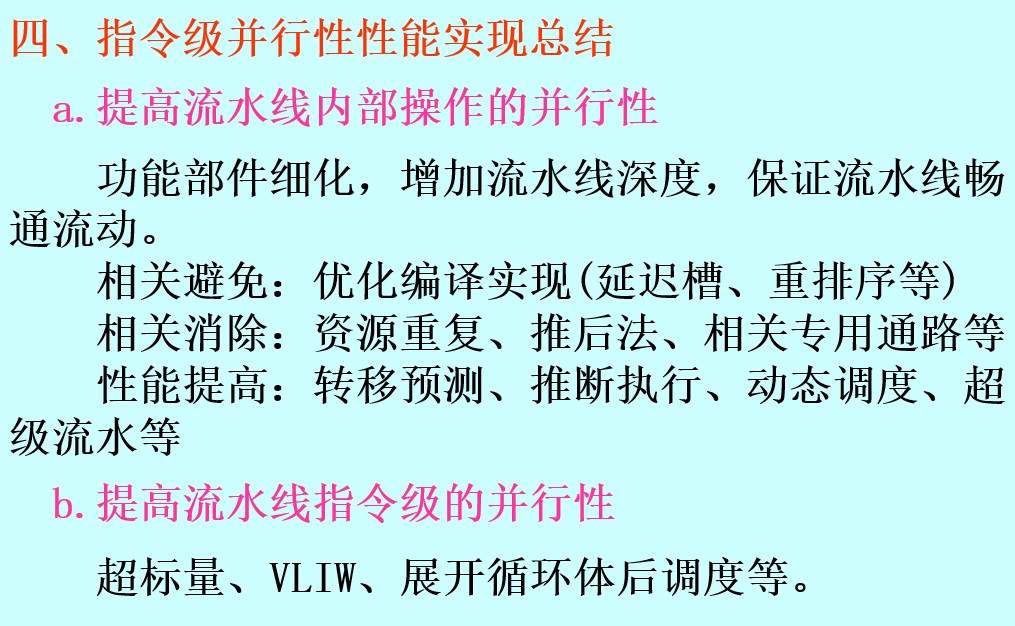 四、指令级并行性性能实现总结
a.提高流水线内部操作的并行性
功能部件细化，增加流水线深度，保证流水线畅
通流动。
相关避免：优化编译实现(延迟槽、重排序等)
相关消除：资源重复、推后法、相关专用通路等
性能提高：转移预测、推断执行、动态调度、超
级流水等
b.提高流水线指令级的并行性
超标量、VLIW、展开循环体后调度等。